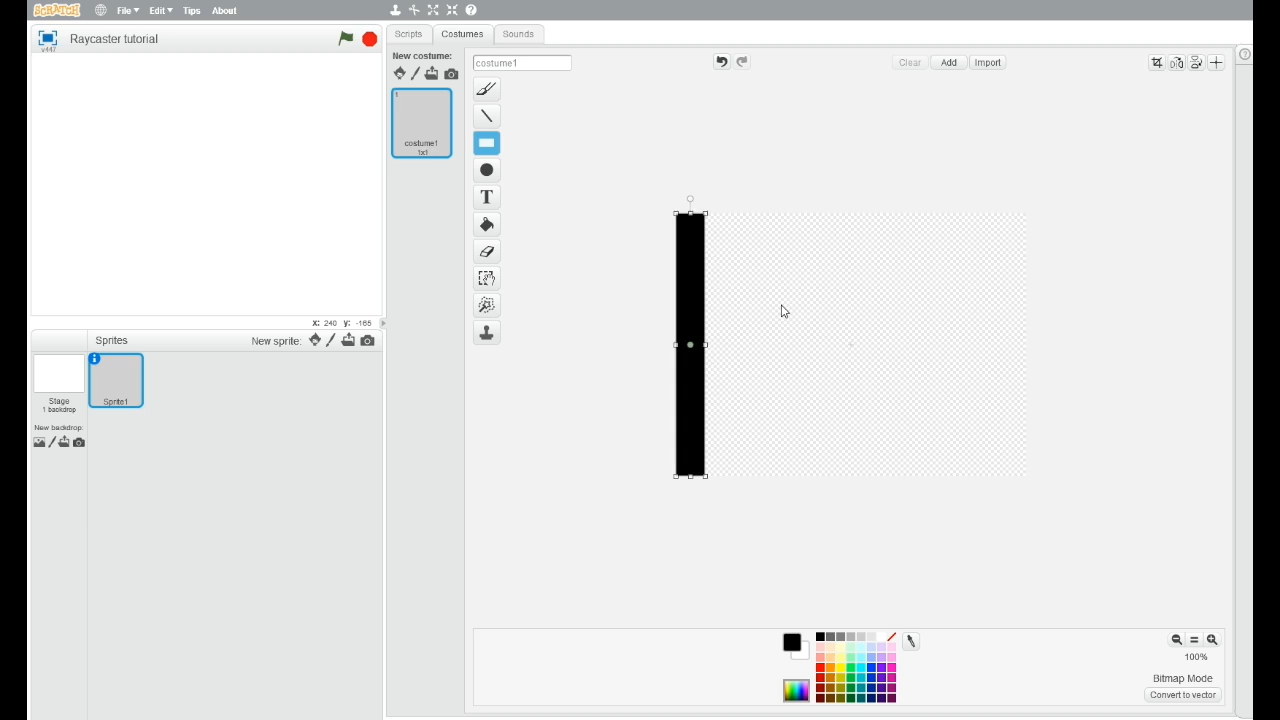 SCRATCH File Edit Tips About
v447 Raycaster tutorial
Scripts Costumes Sounds
New costume:
costume1
Clear Add Import
1
costume1
1x1
T
X: 240 y: -165
Sprites New sprite:
Stage
1 backdrop
Sprite1
New backdrop:
100%
Bitmap Mode
Convert to vector